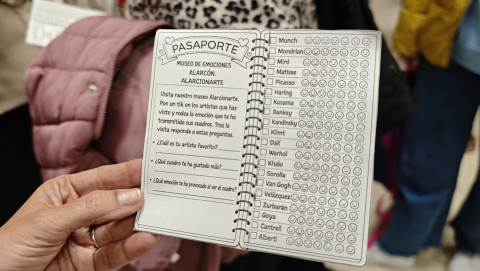 PASAPORTE
MUSEO DE EMOCIONES
ALARCÓN.
ALARCIONARTE
Visita nuestro museo Alarcionarte.
Pon un tik en los artistas que has
visto y rodea la emoción que te ha
transmitido sus cuadros. Tras la
visita responde a estas preguntas.
• ¿Cuál es tu artista favorito?
• ¿Qué cuadro te ha gustado más?
• ¿Qué emoción te ha provocado al ver el cuadro?
Munch
Mondrian
Miró
Matisse
Picasso
Haring
Kusama
Banksy
Kandinsky
Klimt
Dalí
Warhol
Khalo
Sorolla
Van Gogh
Velázquez
Zurbarán
Goya
Cantrell
Alberti